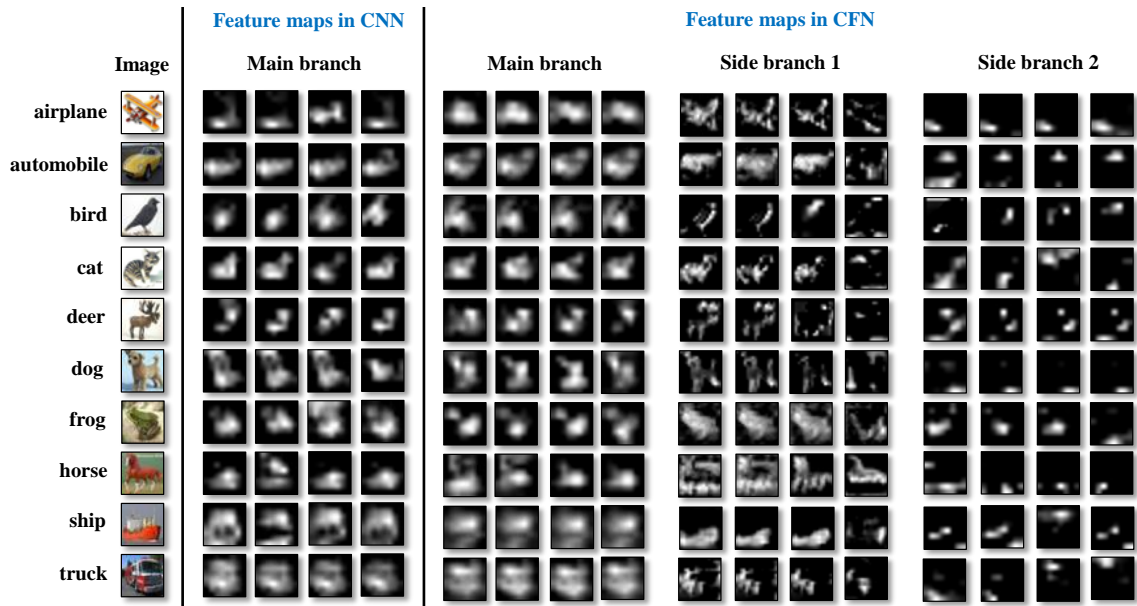 Feature maps in CNN
Feature maps in CFN
Image
Main branch
Main branch
Side branch 1
Side branch 2
airplane
automobile
bird
cat
deer
dog
frog
horse
ship
truck